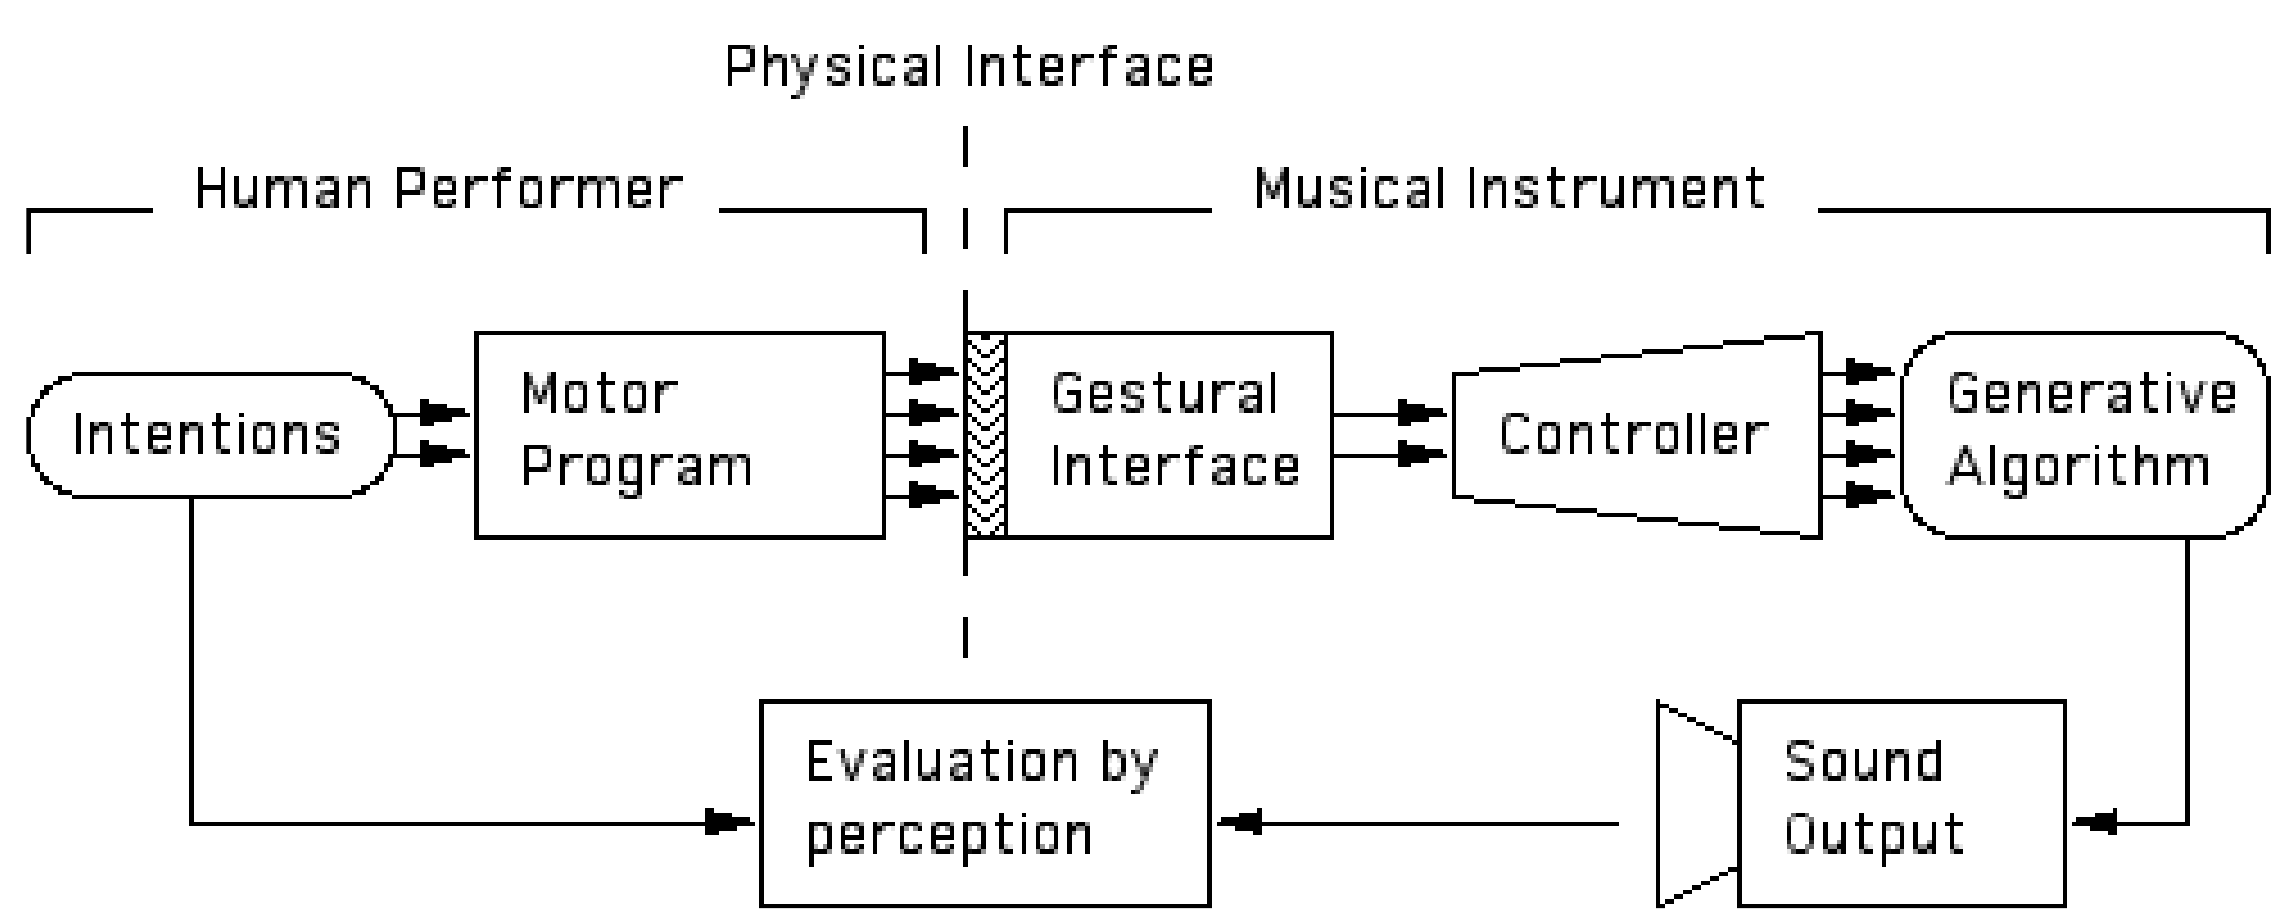 Physical Interface
Human Performer
Musical Instrument
Intentions
Motor
Program
Gestural
Interface
Controller
Generative
Algorithm
Evaluation by
perception
Sound
Output